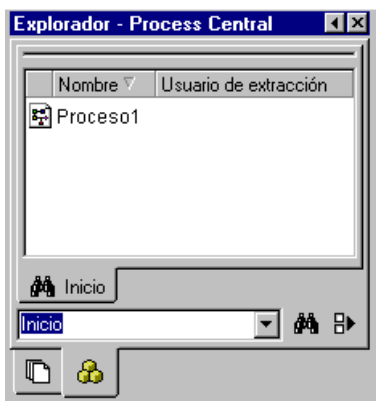 Explorador - Process Central
Nombre Usuario de extracción
Proceso1
Inicio
Inicio